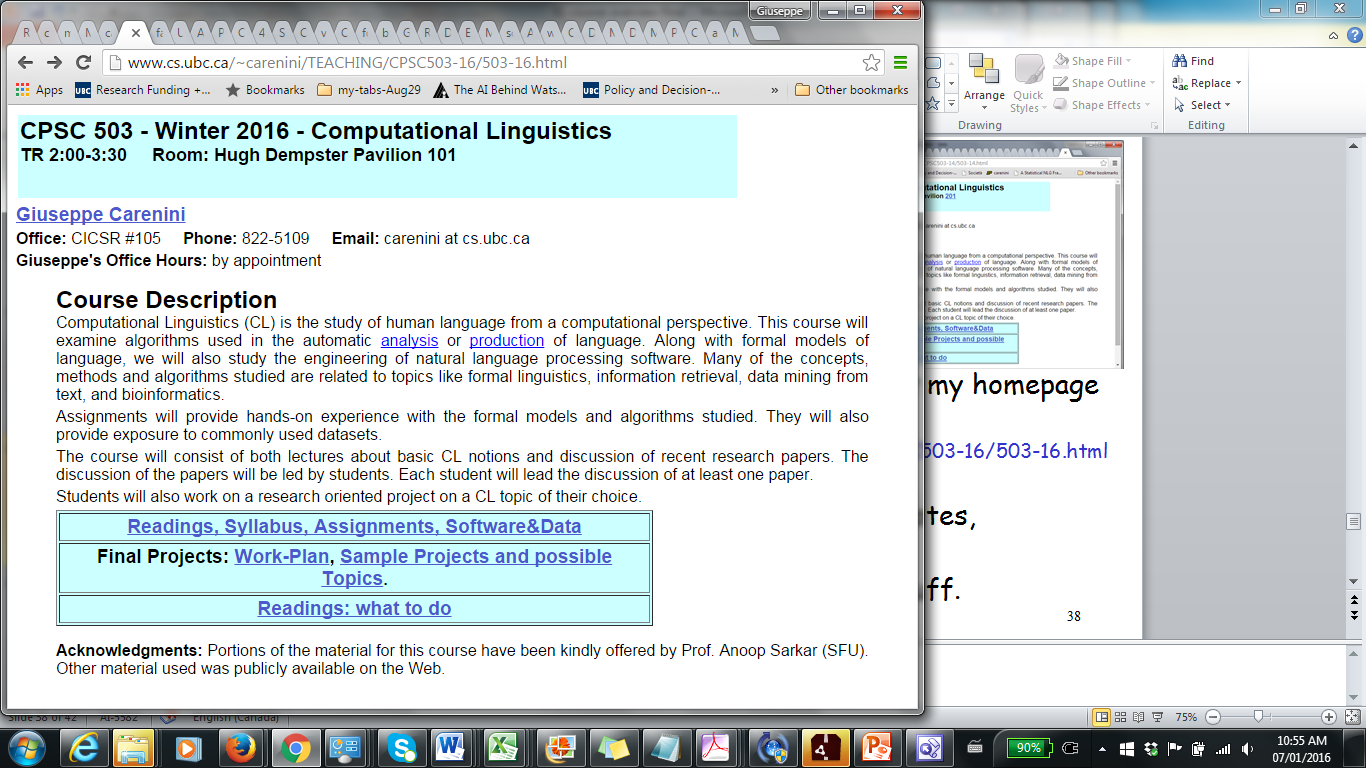 Giuseppe
www.cs.ubc.ca/~carenini/TEACHING/CPSC503-16/503-16.html
Apps UBC Research Funding +... Bookmarks my-tabs-Aug29 The AI Behind Wats... UBC Policy and Decision-... » Other bookmarks
CPSC 503 - Winter 2016 - Computational Linguistics
TR 2:00-3:30 Room: Hugh Dempster Pavilion 101
Giuseppe Carenini
Office: CICSR #105 Phone: 822-5109 Email: carenini at cs.ubc.ca
Giuseppe's Office Hours: by appointment
Course Description
Computational Linguistics (CL) is the study of human language from a computational perspective. This course will
examine algorithms used in the automatic analysis or production of language. Along with formal models of
language, we will also study the engineering of natural language processing software. Many of the concepts,
methods and algorithms studied are related to topics like formal linguistics, information retrieval, data mining from
text, and bioinformatics.
Assignments will provide hands-on experience with the formal models and algorithms studied. They will also
provide exposure to commonly used datasets.
The course will consist of both lectures about basic CL notions and discussion of recent research papers. The
discussion of the papers will be led by students. Each student will lead the discussion of at least one paper.
Students will also work on a research oriented project on a CL topic of their choice.
Readings, Syllabus, Assignments, Software&Data
Final Projects: Work-Plan, Sample Projects and possible
Topics.
Readings: what to do
Acknowledgments: Portions of the material for this course have been kindly offered by Prof. Anoop Sarkar (SFU).
Other material used was publicly available on the Web.
Arrange
Quick
Styles
Shape Fill
Shape Outline
Shape Effects
Drawing
Find
Replace
Select
Editing
my homepage
503-16/503-16.html
tes,
ff.
38
Slide 38 of 42 AI-3582 English (Canada)
75%
90%
10:55 AM
07/01/2016